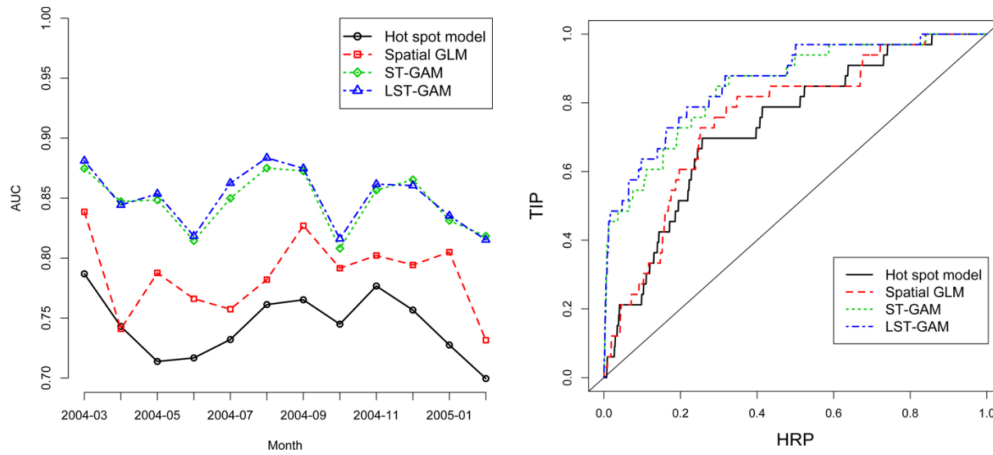 1.00
0.95
0.90
0.85
0.80
0.75
0.70
AUC
Hot spot model
Spatial GLM
ST-GAM
LST-GAM
2004-03 2004-05 2004-07 2004-09 2004-11 2005-01
Month
1.0
0.8
0.6
0.4
0.2
0.0
TIP
Hot spot model
Spatial GLM
ST-GAM
LST-GAM
0.0 0.2 0.4 0.6 0.8 1.0
HRP